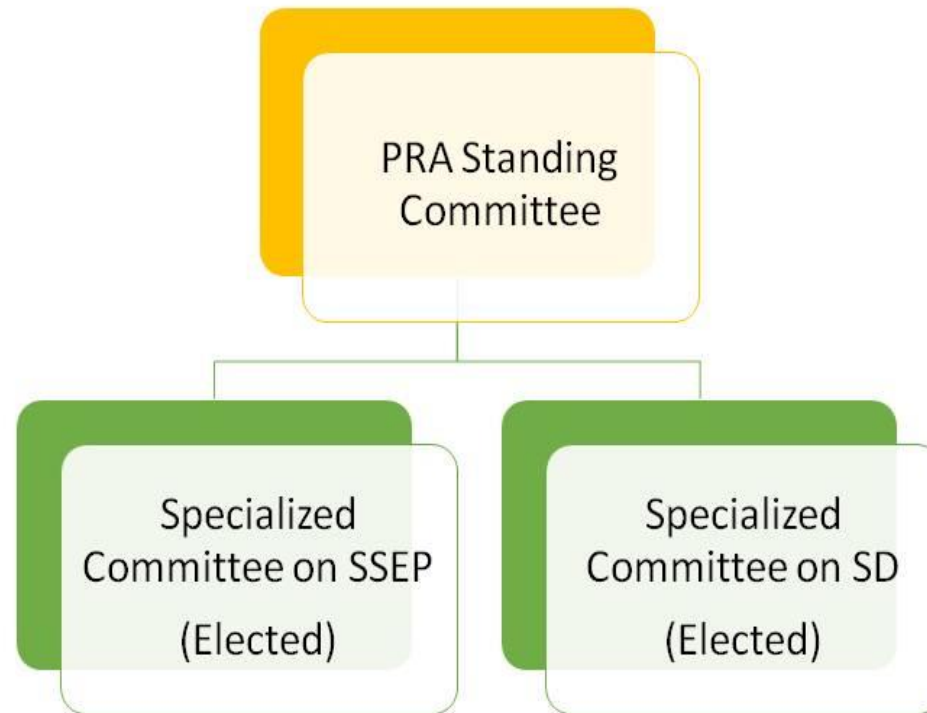 PRA Standing
Committee
Specialized
Committee on SSEP
(Elected)
Specialized
Committee on SD
(Elected)